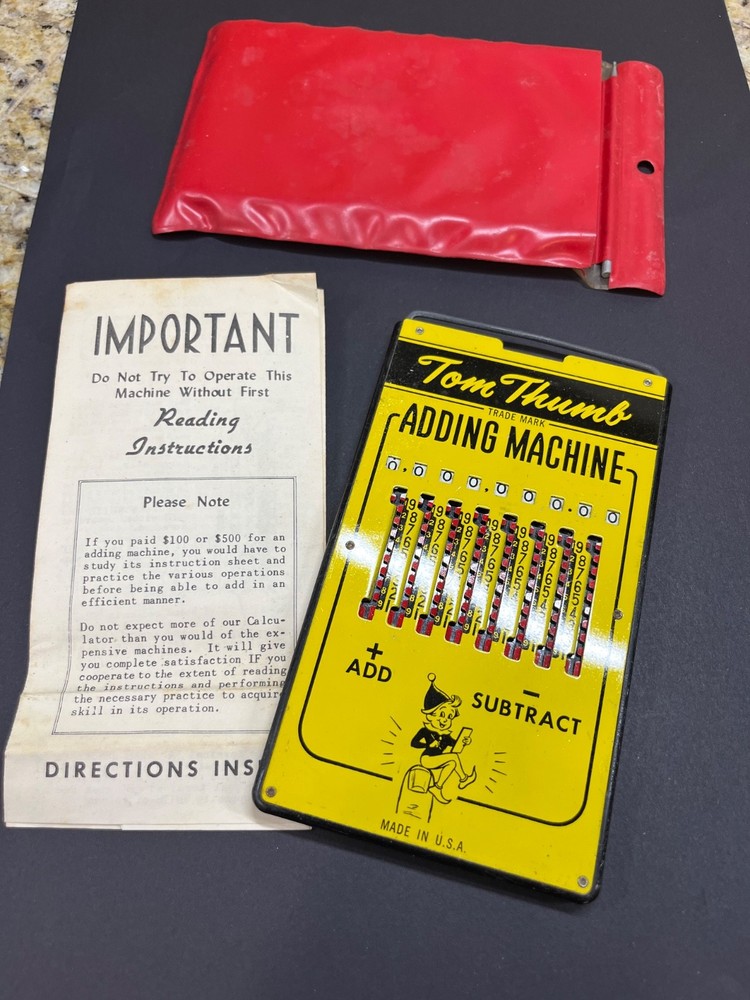 IMPORTANT
Do Not Try To Operate This
Machine Without First
Reading
Instructions
Please Note
If you paid $100 or $500 for an
adding machine, you would have to
study its instruction sheet and
practice the various operations
before being able to add in an
efficient manner.
Do not expect more of our Calcu-
lator than you would of the ex-
pensive machines. It will give
you complete satisfaction IF you
cooperate to the extent of reading
the instructions and performing
the necessary practice to acquire
skill in its operation.
DIRECTIONS INS
Tom Thumb
TRADE MARK
ADDING MACHINE
0,000,000.00
+
ADD
−
SUBTRACT
MADE IN U.S.A.